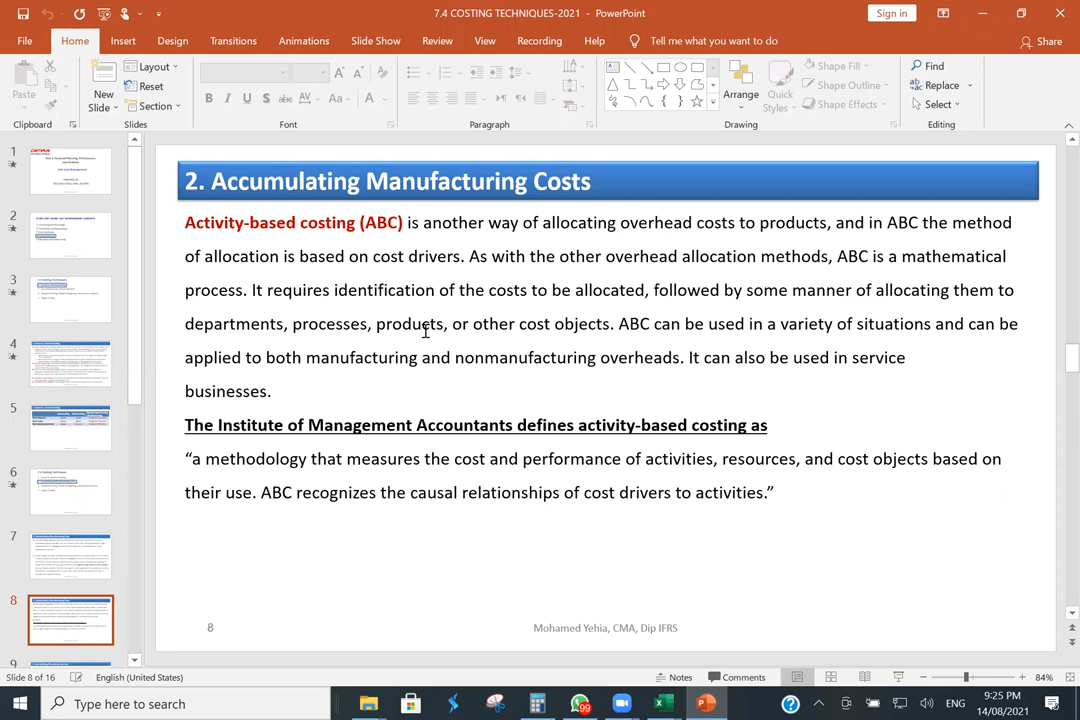 7.4 COSTING TECHNIQUES-2021 - PowerPoint
Sign in
File Home Insert Design Transitions Animations Slide Show Review View Recording Help Tell me what you want to do Share
Paste
New Slide
Layout
Reset
Section
Arrange
Quick Styles
Shape Fill
Shape Outline
Shape Effects
Find
Replace
Select
Clipboard Slides Font Paragraph Drawing Editing
2. Accumulating Manufacturing Costs
Activity-based costing (ABC) is another way of allocating overhead costs to products, and in ABC the method
of allocation is based on cost drivers. As with the other overhead allocation methods, ABC is a mathematical
process. It requires identification of the costs to be allocated, followed by some manner of allocating them to
departments, processes, products, or other cost objects. ABC can be used in a variety of situations and can be
applied to both manufacturing and nonmanufacturing overheads. It can also be used in service
businesses.
The Institute of Management Accountants defines activity-based costing as
“a methodology that measures the cost and performance of activities, resources, and cost objects based on
their use. ABC recognizes the causal relationships of cost drivers to activities.”
8
Mohamed Yehia, CMA, Dip IFRS
1
2
3
4
5
6
7
8
9
Slide 8 of 16 English (United States) Notes Comments 84%
Type here to search
99
ENG
9:25 PM
14/08/2021